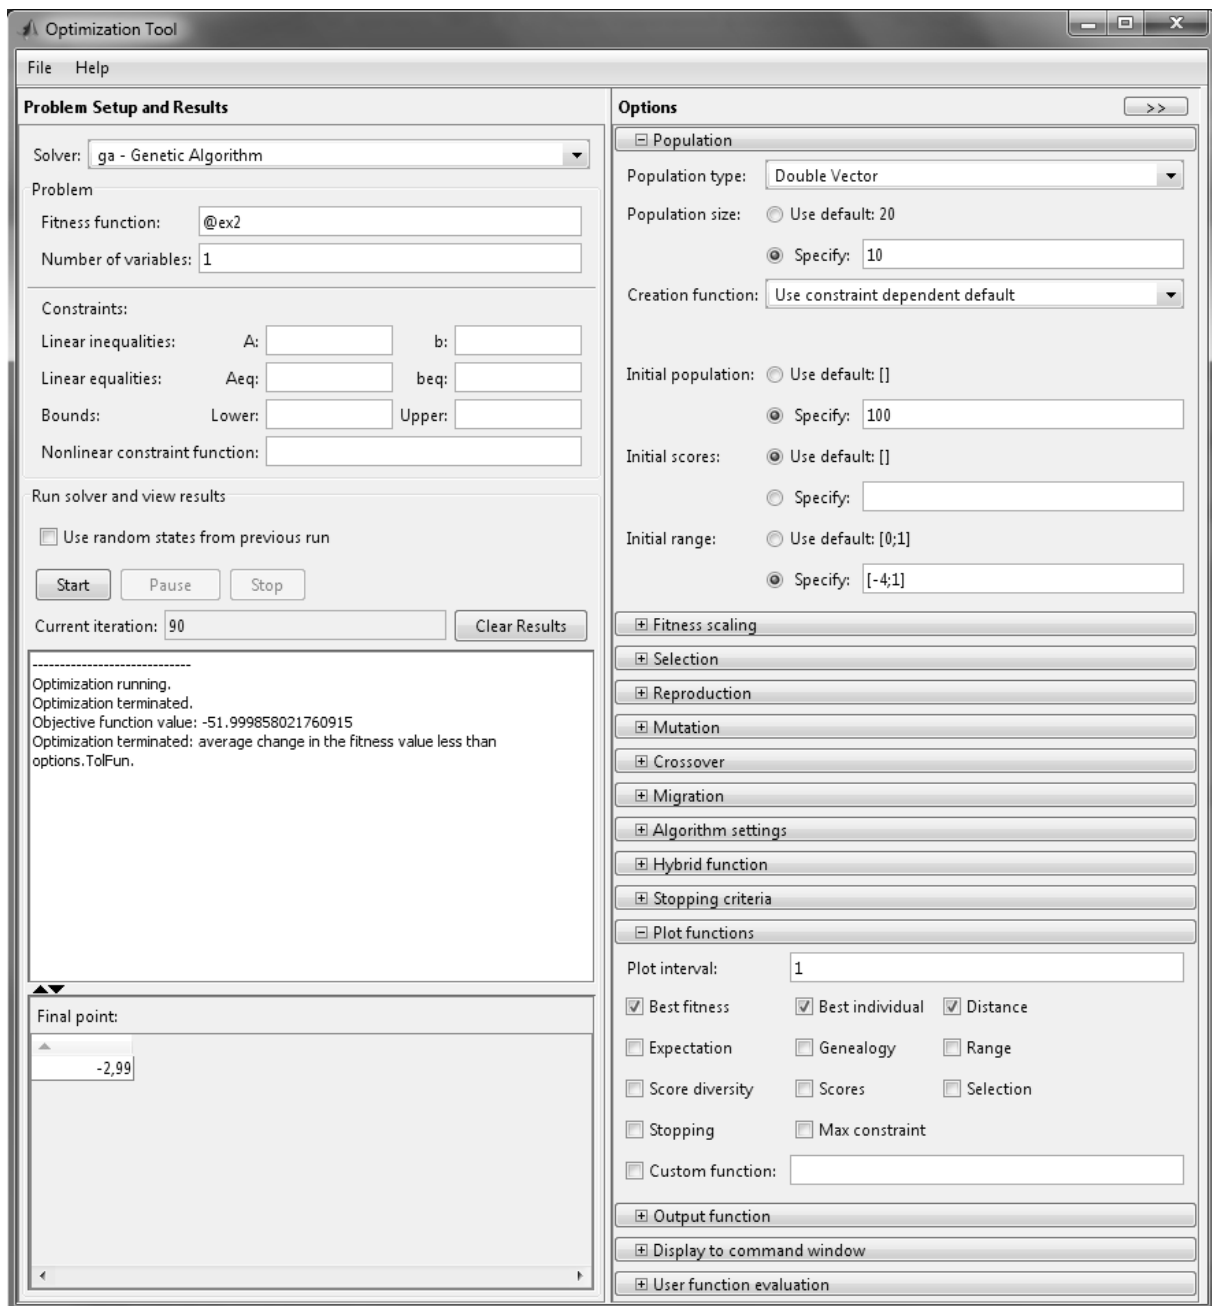 Optimization Tool
File Help
Problem Setup and Results
Solver: ga - Genetic Algorithm
Problem
Fitness function: @ex2
Number of variables: 1
Constraints:
Linear inequalities: A: b:
Linear equalities: Aeq: beq:
Bounds: Lower: Upper:
Nonlinear constraint function:
Run solver and view results
Use random states from previous run
Start Pause Stop
Current iteration: 90 Clear Results
-----------------------------
Optimization running.
Optimization terminated.
Objective function value: -51.999858021760915
Optimization terminated: average change in the fitness value less than
options.TolFun.
Final point:
-2,99
Options >>
Population
Population type: Double Vector
Population size: Use default: 20
Specify: 10
Creation function: Use constraint dependent default
Initial population: Use default: []
Specify: 100
Initial scores: Use default: []
Specify:
Initial range: Use default: [0;1]
Specify: [-4;1]
Fitness scaling
Selection
Reproduction
Mutation
Crossover
Migration
Algorithm settings
Hybrid function
Stopping criteria
Plot functions
Plot interval: 1
Best fitness Best individual Distance
Expectation Genealogy Range
Score diversity Scores Selection
Stopping Max constraint
Custom function:
Output function
Display to command window
User function evaluation